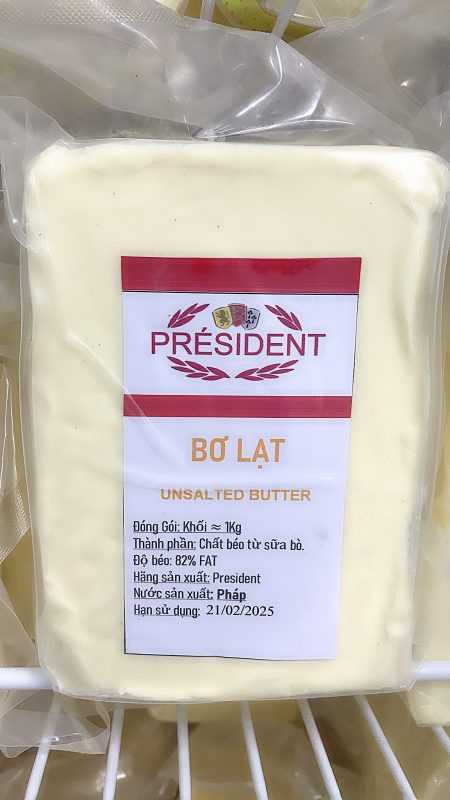 PRÉSIDENT
BƠ LẠT
UNSALTED BUTTER
Đóng Gói: Khối ≈ 1Kg
Thành phần: Chất béo từ sữa bò.
Độ béo: 82% FAT
Hãng sản xuất: President
Nước sản xuất: Pháp
Hạn sử dụng: 21/02/2025